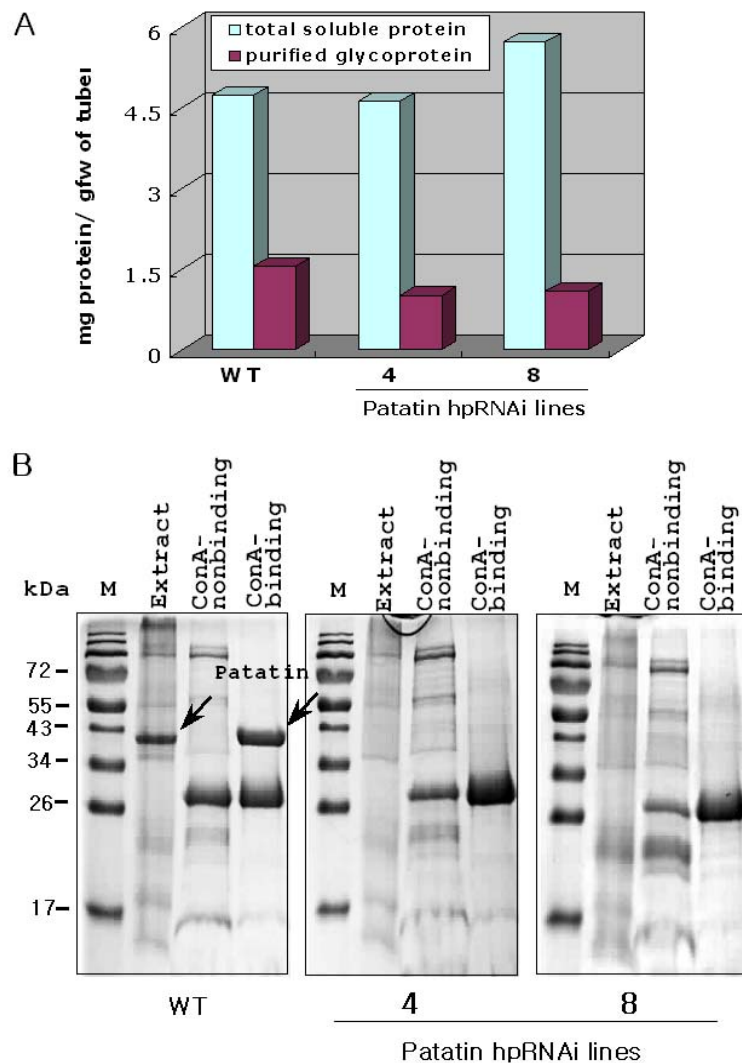 A
mg protein/ gfw of tuber
6
4.5
3
1.5
0
total soluble protein
purified glycoprotein
WT
4
8
Patatin hpRNAi lines
B
kDa
M
Extract
ConA-
nonbinding
ConA-
binding
M
Extract
ConA-
nonbinding
ConA-
binding
M
Extract
ConA-
nonbinding
ConA-
binding
72
55
43
34
26
17
Patatin
WT
4
8
Patatin hpRNAi lines